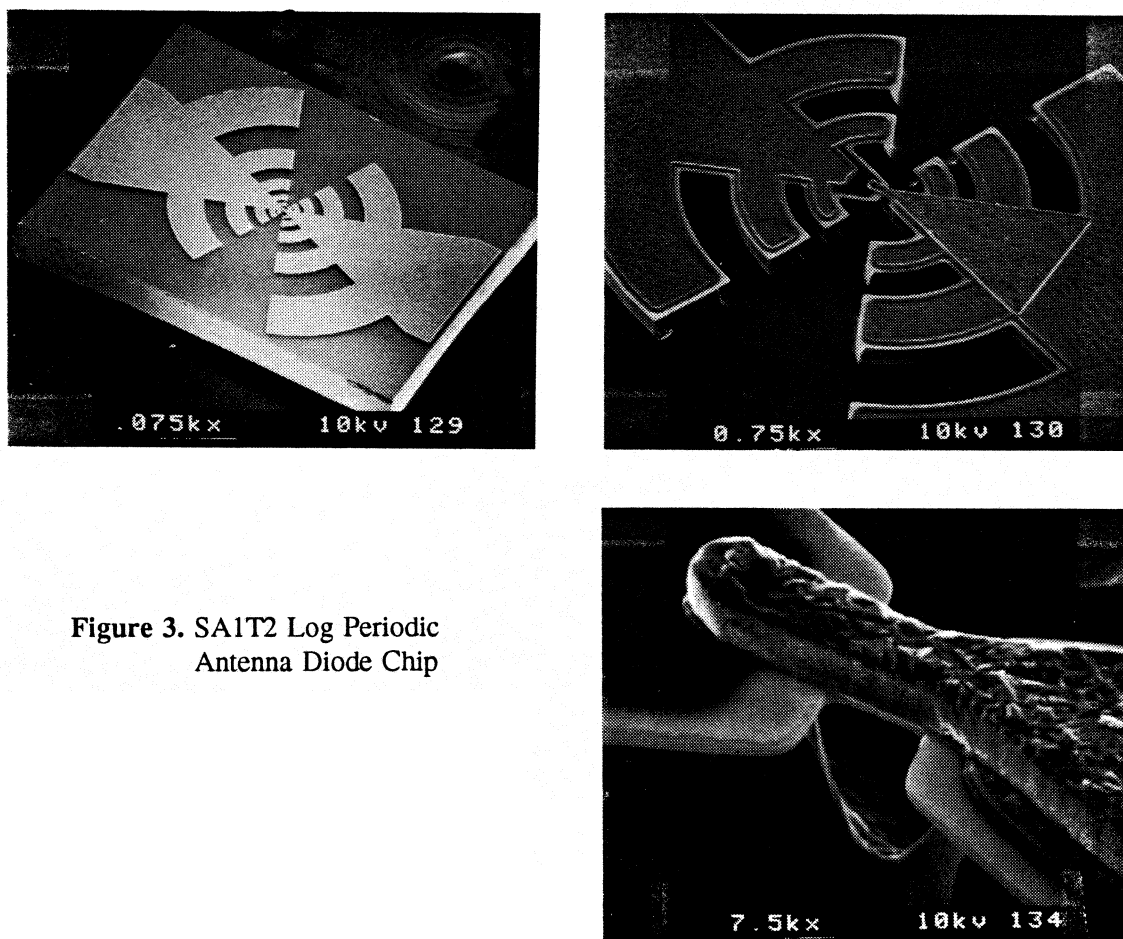 .075kx 10kv 129
0.75kx 10kv 130
Figure 3. SA1T2 Log Periodic
Antenna Diode Chip
7.5kx 10kv 134